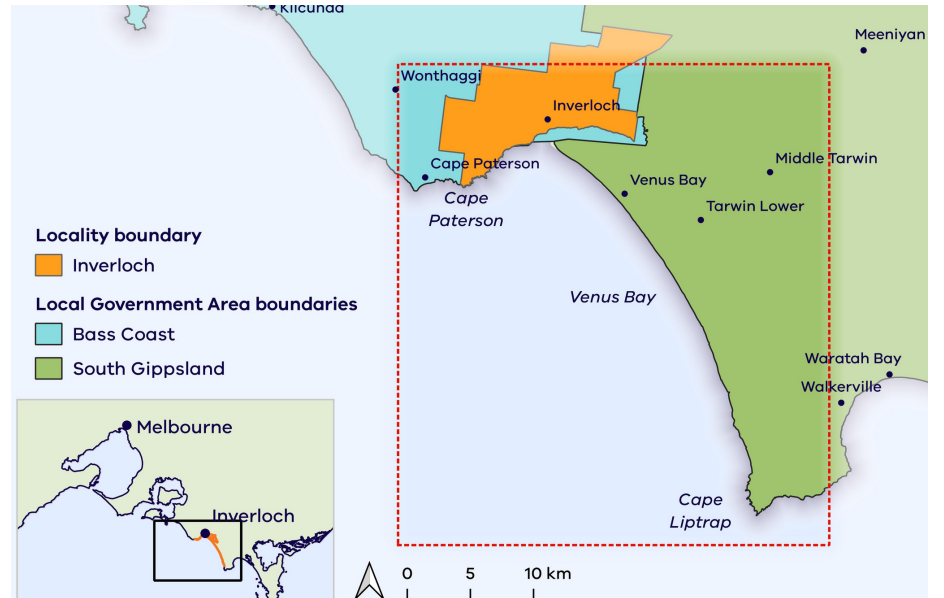 Kilcunda
Meeniyan
Wonthaggi
Inverloch
Cape Paterson
Middle Tarwin
Venus Bay
Cape
Paterson
Tarwin Lower
Locality boundary
Inverloch
Venus Bay
Local Government Area boundaries
Bass Coast
South Gippsland
Waratah Bay
Walkerville
Melbourne
Cape
Liptrap
Inverloch
0 5 10 km